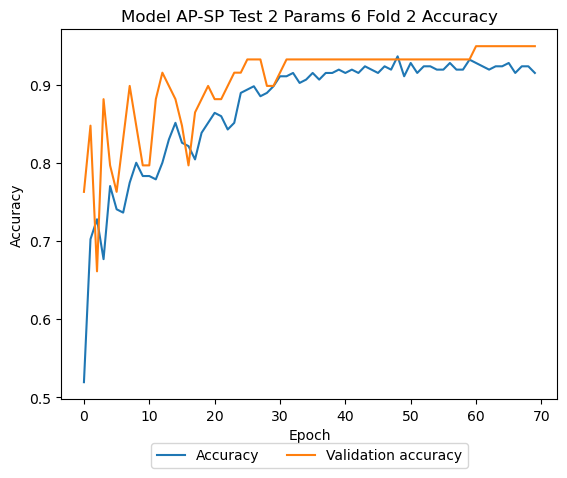 Model AP-SP Test 2 Params 6 Fold 2 Accuracy
Accuracy
0.9
0.8
0.7
0.6
0.5
0 10 20 30 40 50 60 70
Epoch
Accuracy Validation accuracy